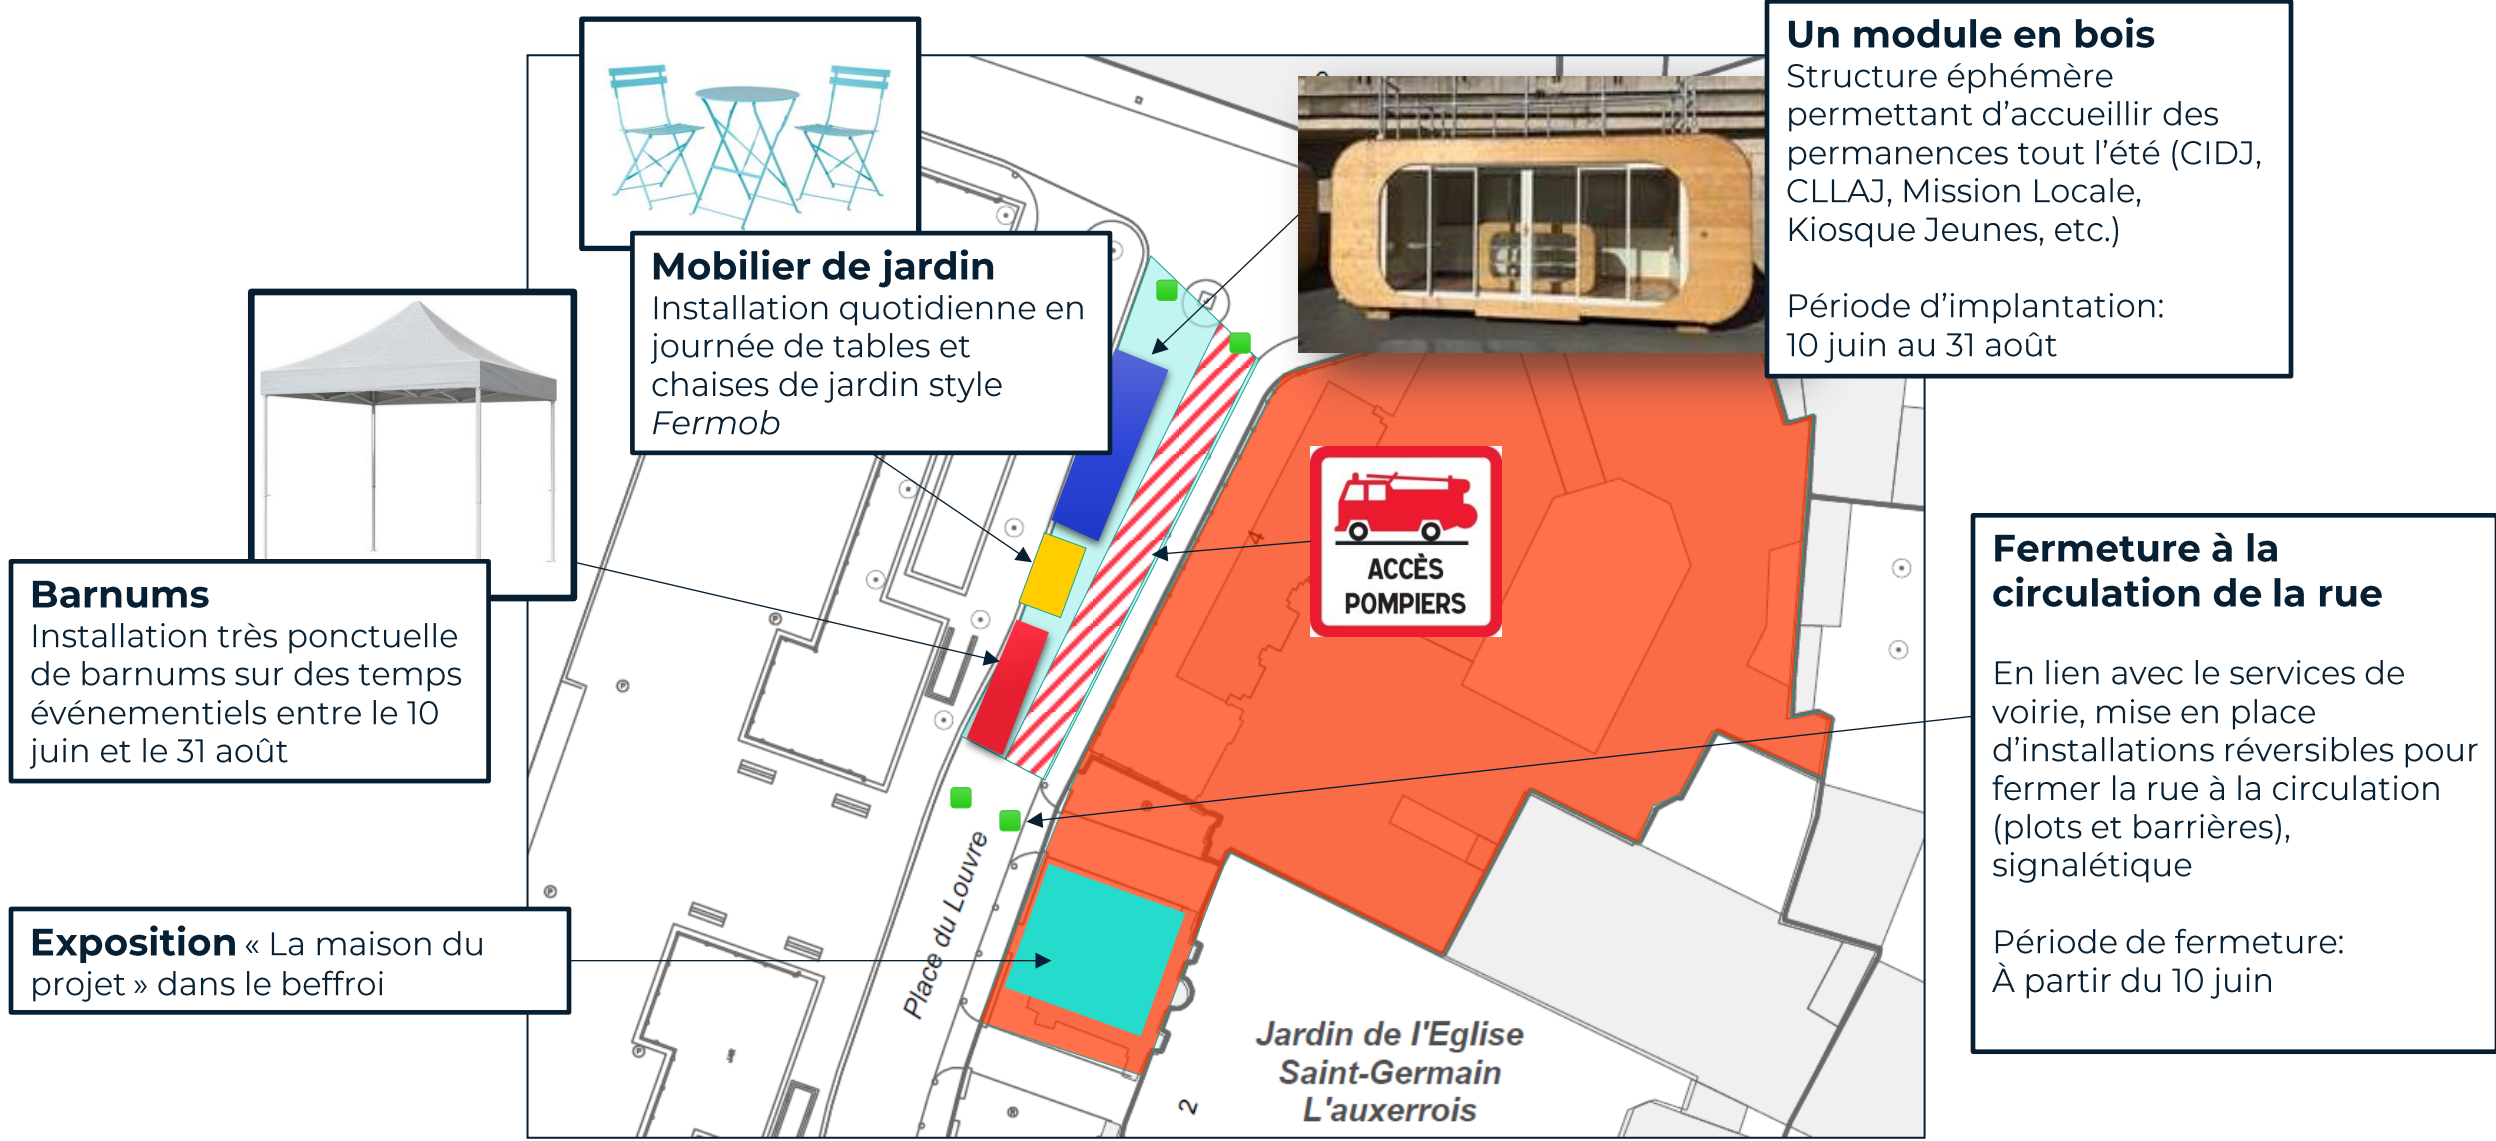 Un module en bois
Structure éphémère
permettant d’accueillir des
permanences tout l’été (CIDJ,
CLLAJ, Mission Locale,
Kiosque Jeunes, etc.)
Période d’implantation:
10 juin au 31 août
Mobilier de jardin
Installation quotidienne en
journée de tables et
chaises de jardin style
Fermob
Barnums
Installation très ponctuelle
de barnums sur des temps
événementiels entre le 10
juin et le 31 août
ACCÈS
POMPIERS
4
Fermeture à la
circulation de la rue
En lien avec le services de
voirie, mise en place
d’installations réversibles pour
fermer la rue à la circulation
(plots et barrières),
signalétique
Période de fermeture:
À partir du 10 juin
Exposition « La maison du
projet » dans le beffroi
Place du Louvre
Jardin de l'Eglise
Saint-Germain
L'auxerrois
2